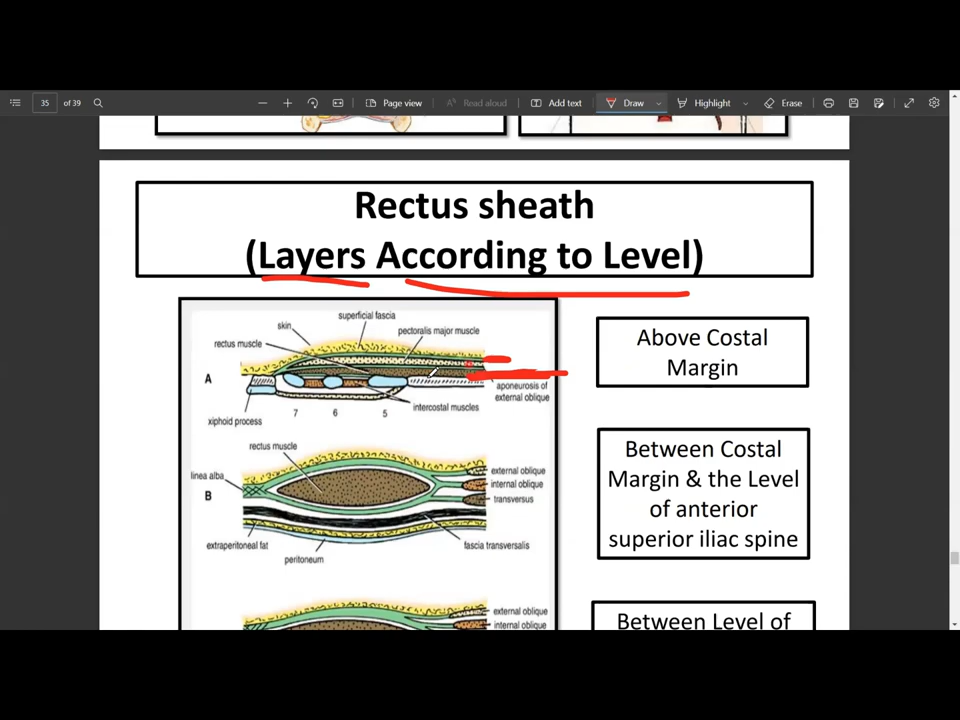 35 of 39 Page view Read aloud Add text Draw Highlight Erase
Rectus sheath
(Layers According to Level)
superficial fascia
skin
pectoralis major muscle
rectus muscle
A
aponeurosis of
external oblique
intercostal muscles
xiphoid process
7 6 5
Above Costal
Margin
rectus muscle
linea alba
B
external oblique
internal oblique
transversus
extraperitoneal fat
fascia transversalis
peritoneum
Between Costal
Margin & the Level
of anterior
superior iliac spine
external oblique
internal oblique
Between Level of